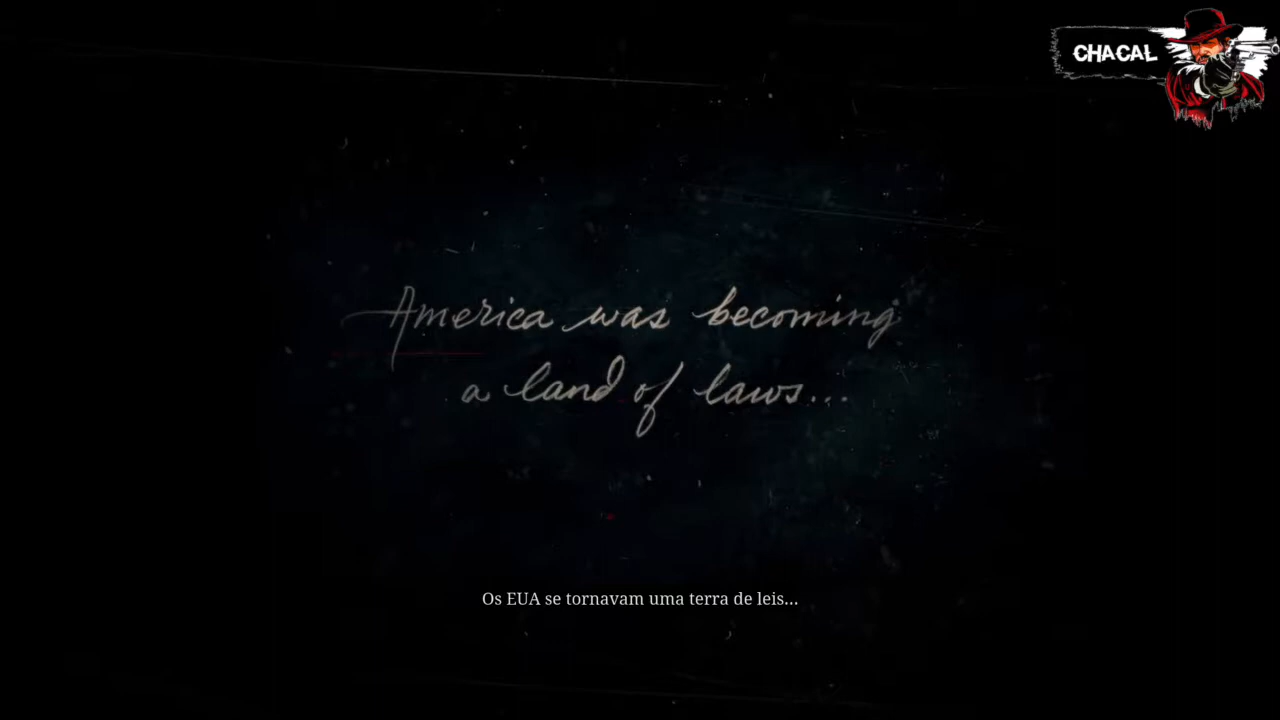 CHACAL
America was becoming
a land of laws...
Os EUA se tornavam uma terra de leis...